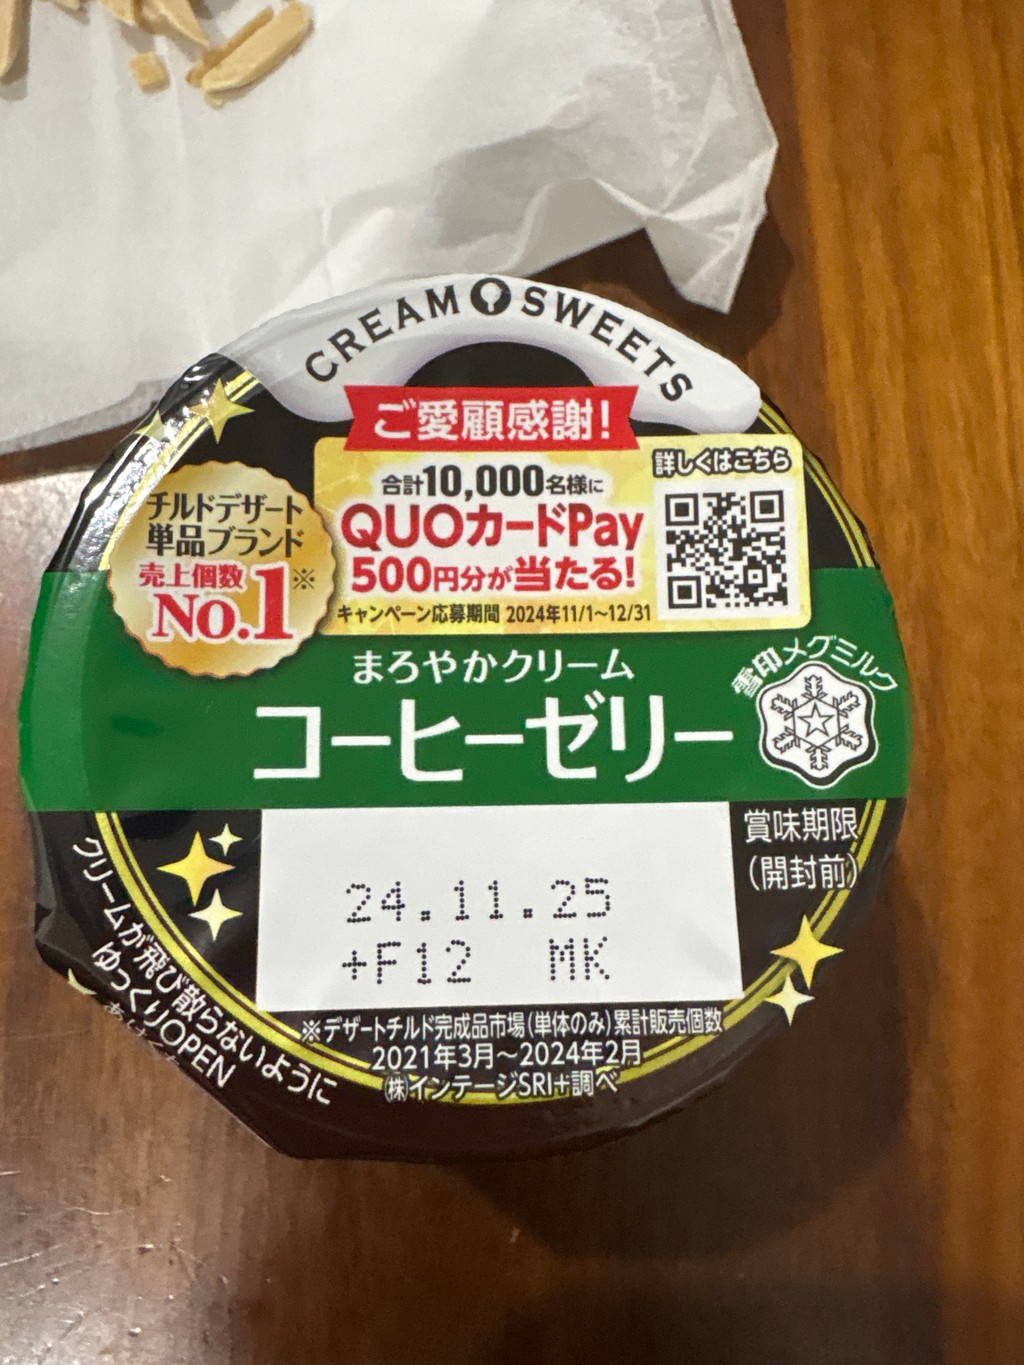 CREAM SWEETS
ご愛顧感謝!
合計10,000名様に
QUOカードPay
500円分が当たる!
キャンペーン応募期間 2024年11/1~12/31
詳しくはこちら
チルドデザート
単品ブランド
売上個数
No.1※
まろやかクリーム
コーヒーゼリー
雪印メグミルク
賞味期限
(開封前)
24.11.25
+F12 MK
※デザートチルド完成品市場(単体のみ)累計販売個数
2021年3月~2024年2月
(株)インテージSRI+調べ
クリームが飛び散らないように
ゆっくりOPEN